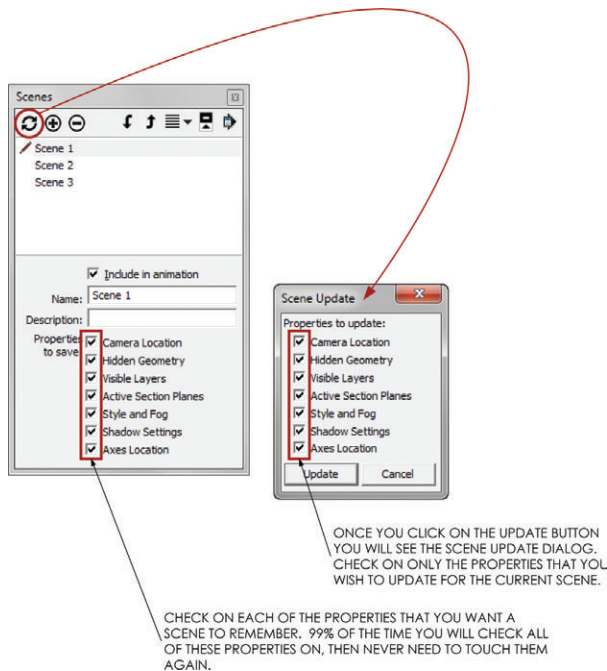 Scenes
Scene 1
Scene 2
Scene 3
Include in animation
Name: Scene 1
Description:
Properties to save
Camera Location
Hidden Geometry
Visible Layers
Active Section Planes
Style and Fog
Shadow Settings
Axes Location
Scene Update
Properties to update:
Camera Location
Hidden Geometry
Visible Layers
Active Section Planes
Style and Fog
Shadow Settings
Axes Location
Update Cancel
ONCE YOU CLICK ON THE UPDATE BUTTON
YOU WILL SEE THE SCENE UPDATE DIALOG.
CHECK ON ONLY THE PROPERTIES THAT YOU
WISH TO UPDATE FOR THE CURRENT SCENE.
CHECK ON EACH OF THE PROPERTIES THAT YOU WANT A
SCENE TO REMEMBER. 99% OF THE TIME YOU WILL CHECK ALL
OF THESE PROPERTIES ON, THEN NEVER NEED TO TOUCH THEM
AGAIN.